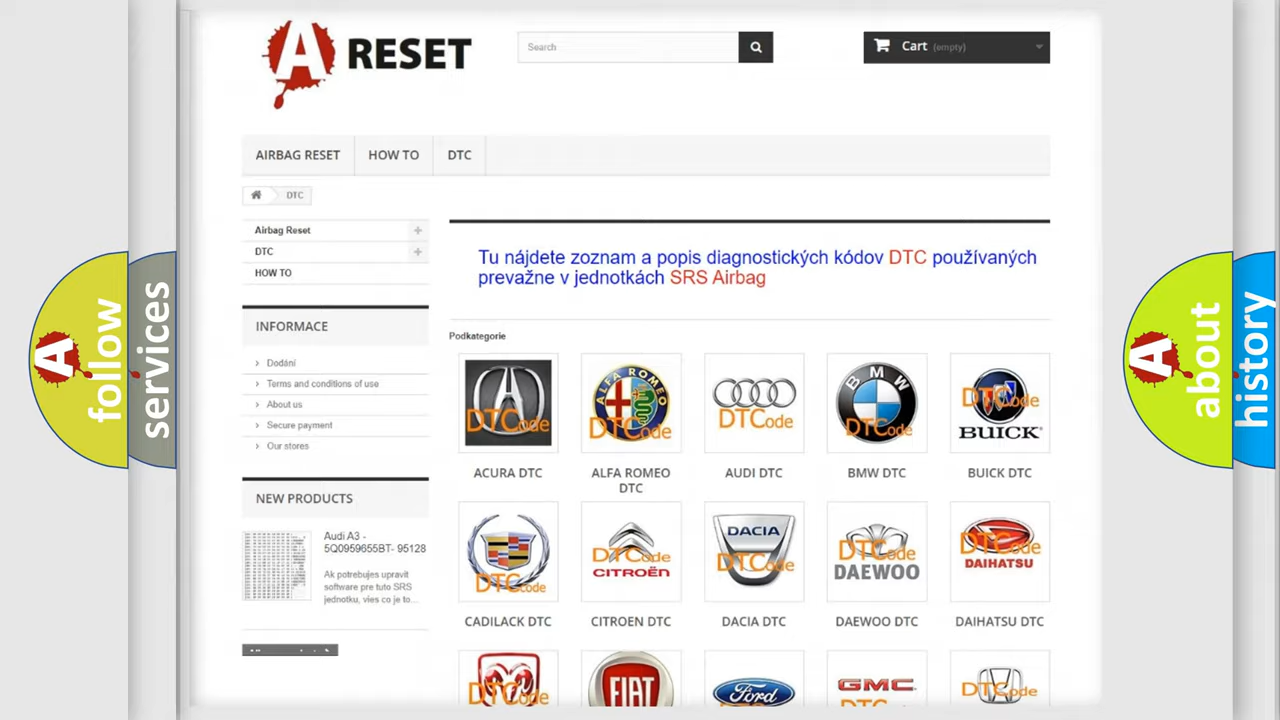 A RESET
Search
Cart (empty)
AIRBAG RESET
HOW TO
DTC
DTC
Airbag Reset
DTC
HOW TO
INFORMACE
Dodání
Terms and conditions of use
About us
Secure payment
Our stores
NEW PRODUCTS
Audi A3 -
5Q0959655BT- 95128
Ak potrebujes upravit
software pre tuto SRS
jednotku, vies co je to...
Tu nájdete zoznam a popis diagnostických kódov DTC používaných
prevažne v jednotkách SRS Airbag
Podkategorie
DTCode
ACURA DTC
ALFA ROMEO
DTCode
ALFA ROMEO
DTC
DTCode
AUDI DTC
BMW
DTCode
BMW DTC
DTCode
BUICK
BUICK DTC
DTCode
CADILACK DTC
DTCode
CITROËN
CITROEN DTC
DACIA
DTCode
DACIA DTC
DTCode
DAEWOO
DAEWOO DTC
DTCode
DAIHATSU
DAIHATSU DTC
DTCode
FIAT
Ford
GMC
DTCode
A follow
services
A about
history